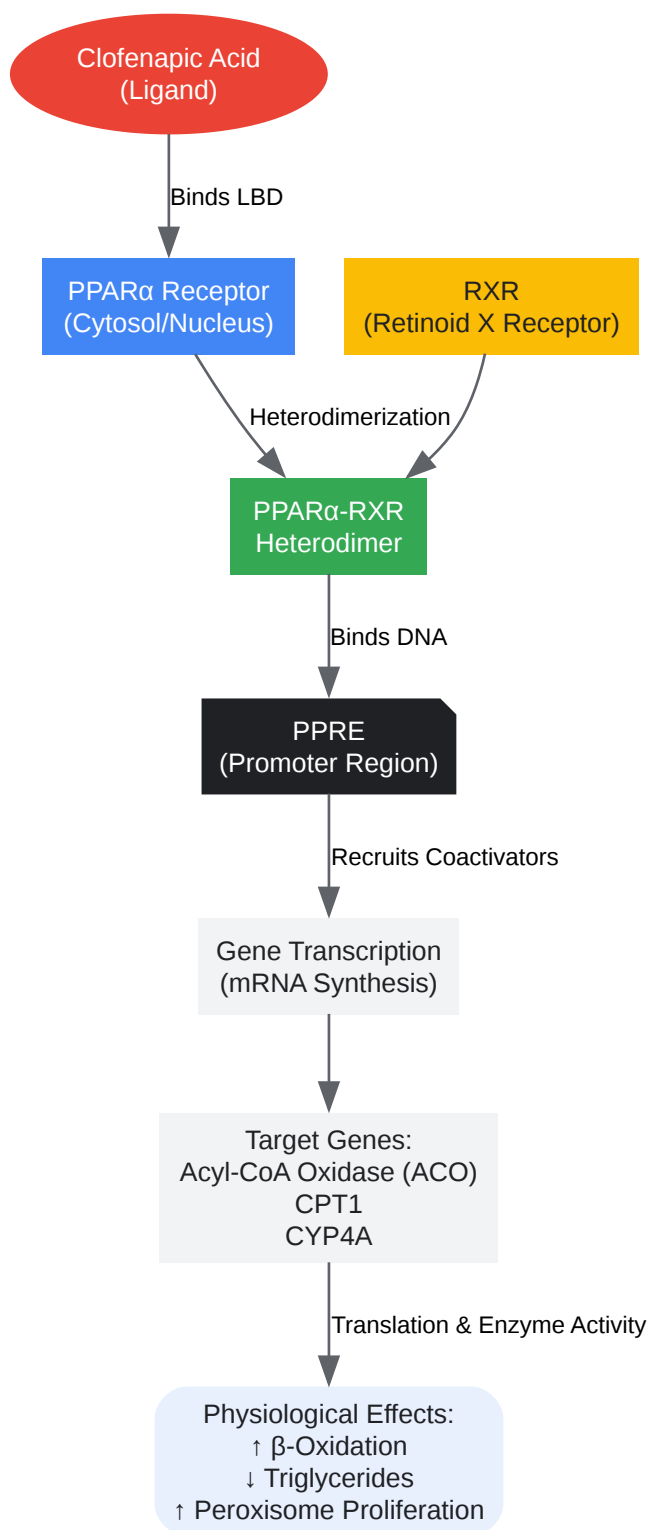 Clofenapic Acid
(Ligand)
Binds LBD
PPARα Receptor
(Cytosol/Nucleus)
RXR
(Retinoid X Receptor)
Heterodimerization
PPARα-RXR
Heterodimer
Binds DNA
PPRE
(Promoter Region)
Recruits Coactivators
Gene Transcription
(mRNA Synthesis)
Target Genes:
Acyl-CoA Oxidase (ACO)
CPT1
CYP4A
Translation & Enzyme Activity
Physiological Effects:
↑ β-Oxidation
↓ Triglycerides
↑ Peroxisome Proliferation